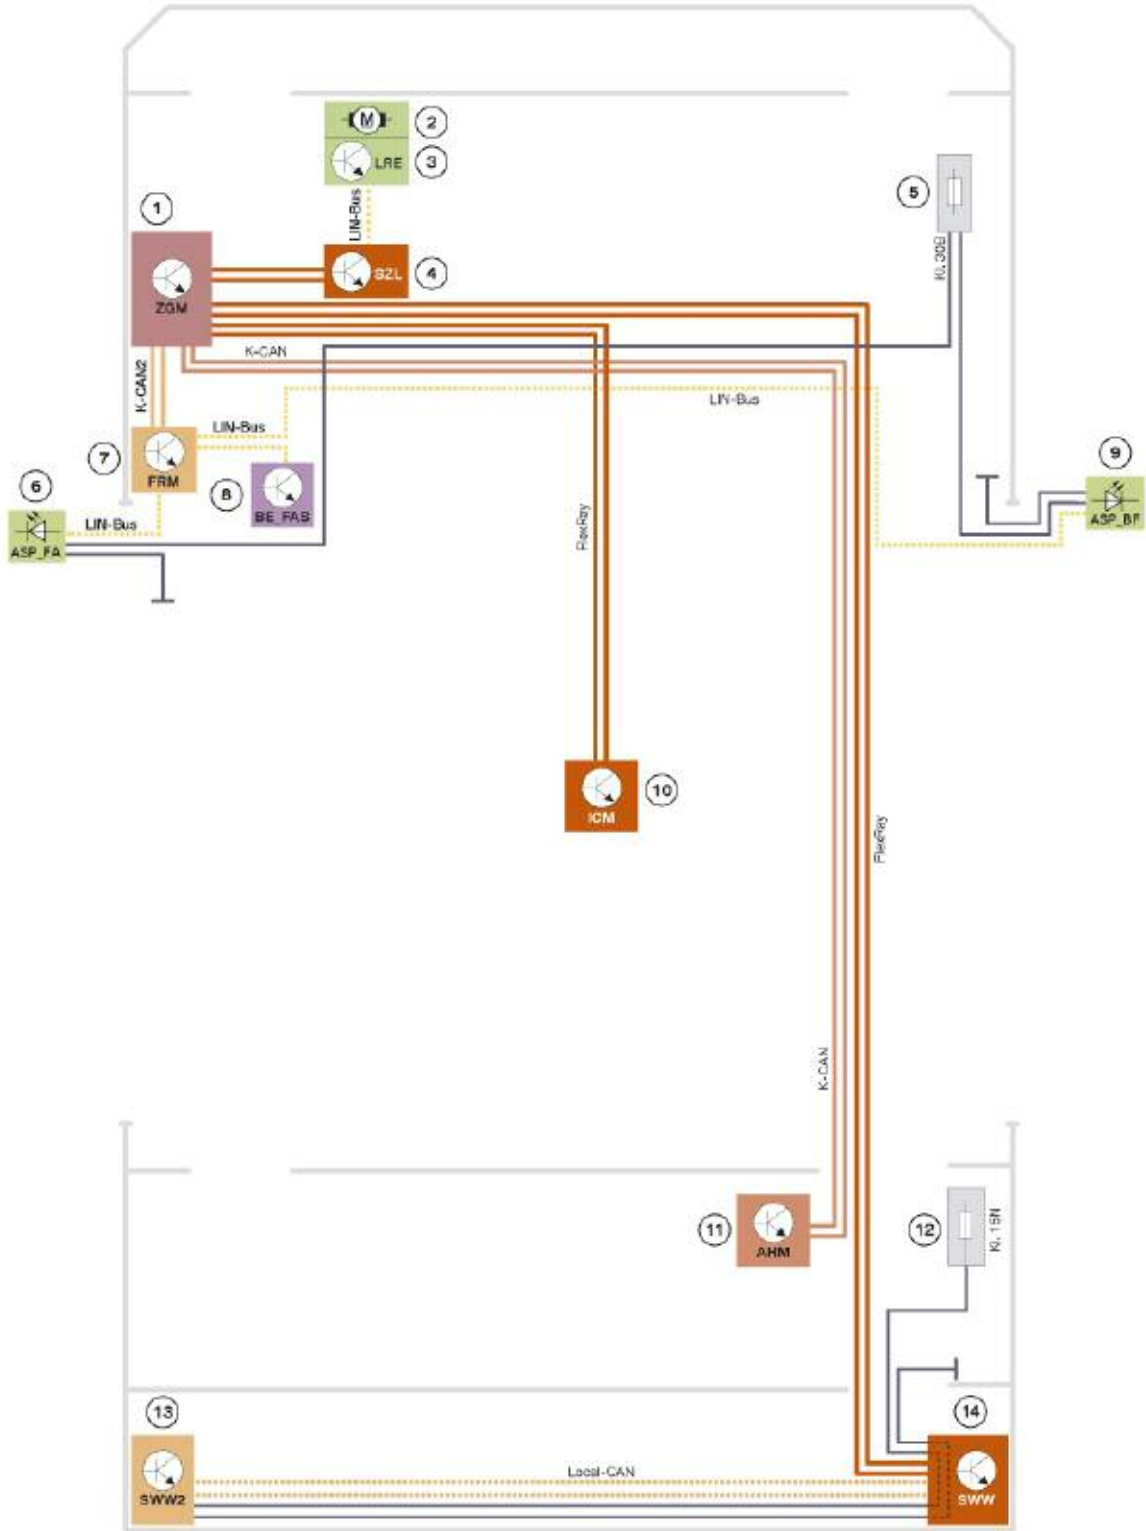 M
2
LRE
3
5
1
LIN-Bus
SZL
4
Kl. 30B
ZGM
K-CAN
K-CAN2
LIN-Bus
LIN-Bus
7
FRM
9
6
8
BE_FAS
LIN-Bus
ASP_FA
ASP_BF
FlexRay
10
ICM
FlexRay
K-CAN
11
AHM
12
Kl. 15N
13
14
Local-CAN
SWW2
SWW